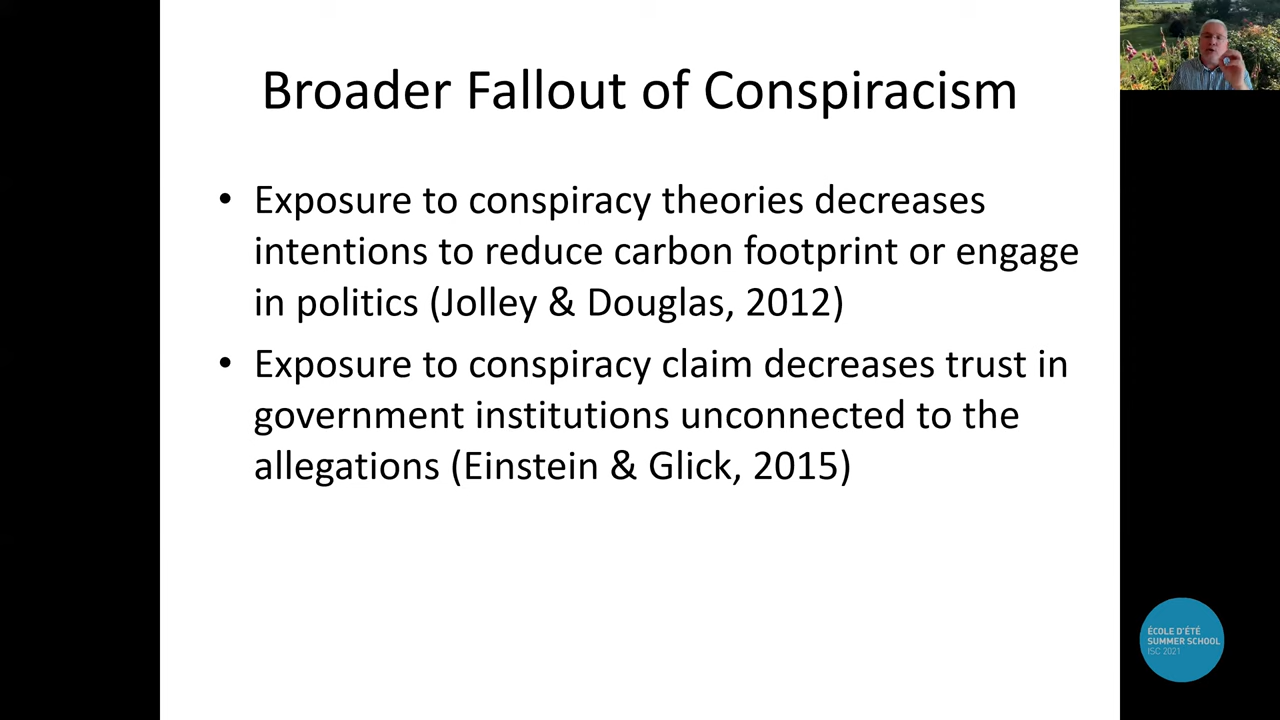 Broader Fallout of Conspiracism
• Exposure to conspiracy theories decreases
intentions to reduce carbon footprint or engage
in politics (Jolley & Douglas, 2012)
• Exposure to conspiracy claim decreases trust in
government institutions unconnected to the
allegations (Einstein & Glick, 2015)
ÉCOLE D'ÉTÉ
SUMMER SCHOOL
ISC 2021